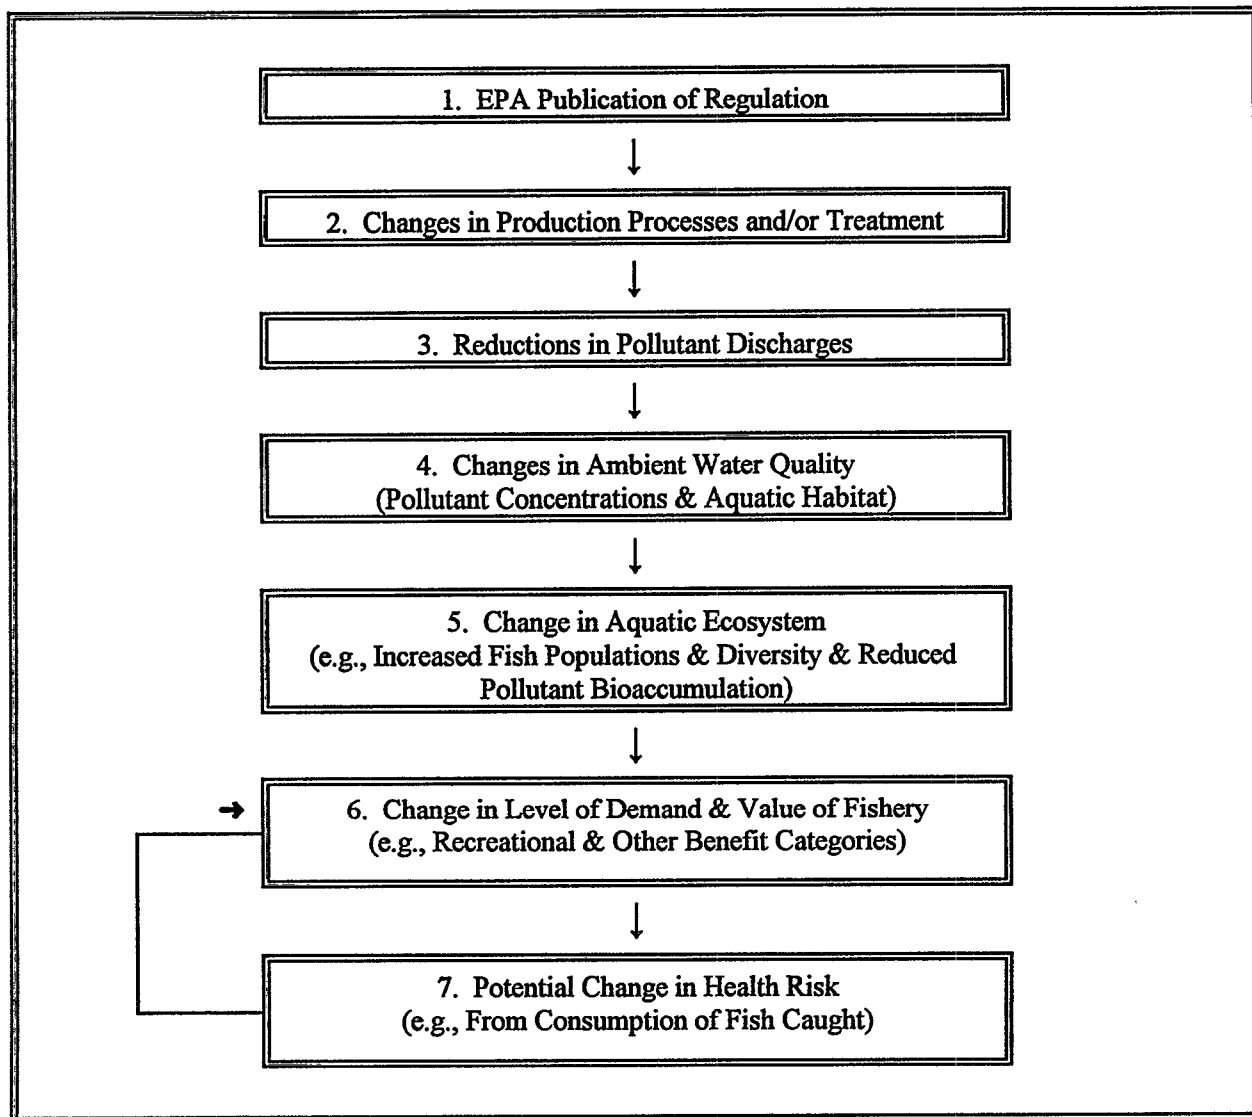 1. EPA Publication of Regulation
2. Changes in Production Processes and/or Treatment
3. Reductions in Pollutant Discharges
4. Changes in Ambient Water Quality
(Pollutant Concentrations & Aquatic Habitat)
5. Change in Aquatic Ecosystem
(e.g., Increased Fish Populations & Diversity & Reduced
Pollutant Bioaccumulation)
6. Change in Level of Demand & Value of Fishery
(e.g., Recreational & Other Benefit Categories)
7. Potential Change in Health Risk
(e.g., From Consumption of Fish Caught)